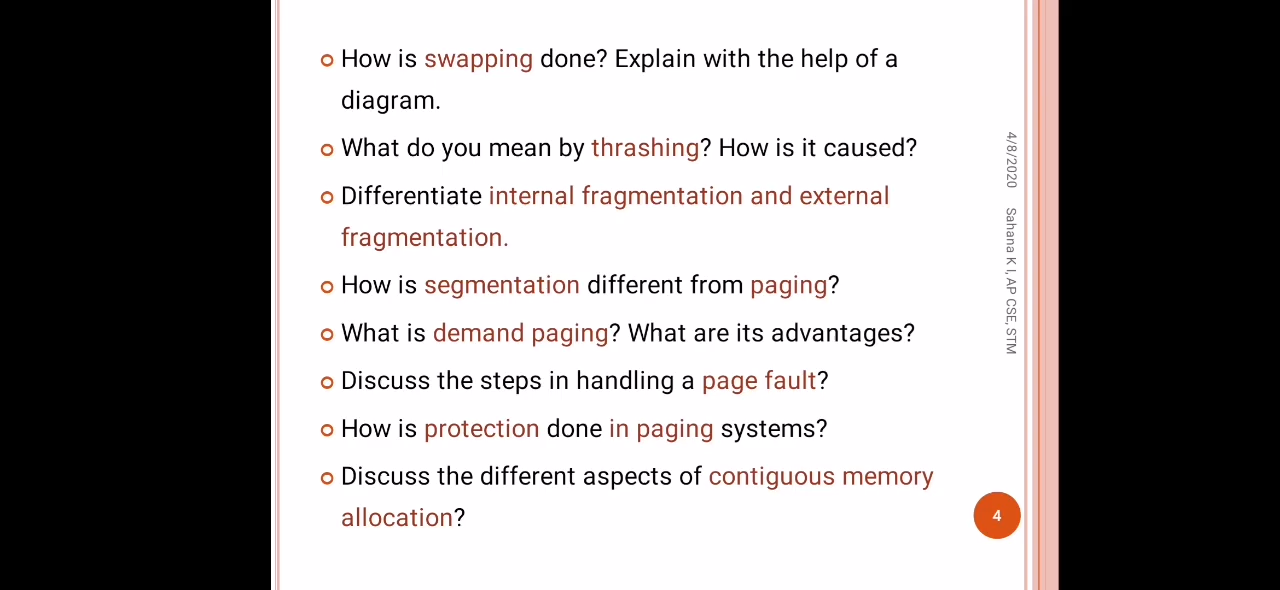 How is swapping done? Explain with the help of a
diagram.
What do you mean by thrashing? How is it caused?
Differentiate internal fragmentation and external
fragmentation.
How is segmentation different from paging?
What is demand paging? What are its advantages?
Discuss the steps in handling a page fault?
How is protection done in paging systems?
Discuss the different aspects of contiguous memory
allocation?
4/8/2020 Sahana K I, AP CSE, STM
4